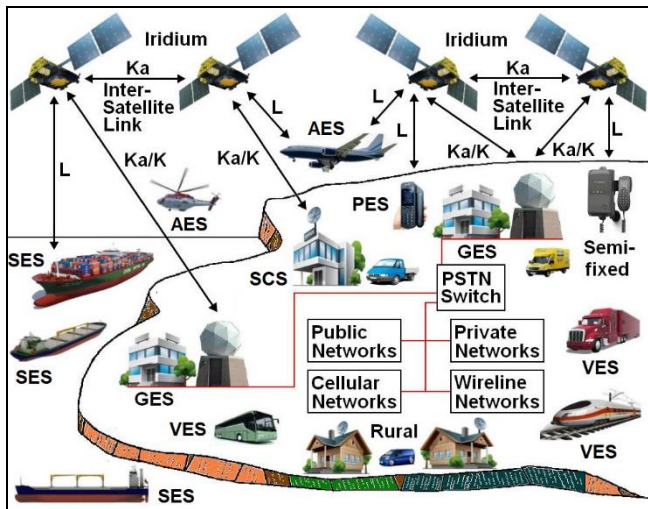 Iridium
Iridium
Ka
Inter-
Satellite
Link
Ka
Inter-
Satellite
Link
L
L
L
L
L
AES
Ka/K
Ka/K
Ka/K
AES
PES
GES
Semi-
fixed
SES
SCS
PSTN
Switch
Public
Networks
Private
Networks
VES
SES
GES
Cellular
Networks
Wireline
Networks
VES
Rural
VES
SES